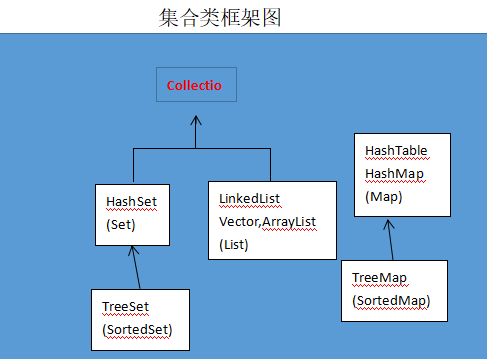 集合类框架图
Collectio
HashTable
HashMap
(Map)
HashSet
(Set)
LinkedList
Vector,ArrayList
(List)
TreeMap
(SortedMap)
TreeSet
(SortedSet)